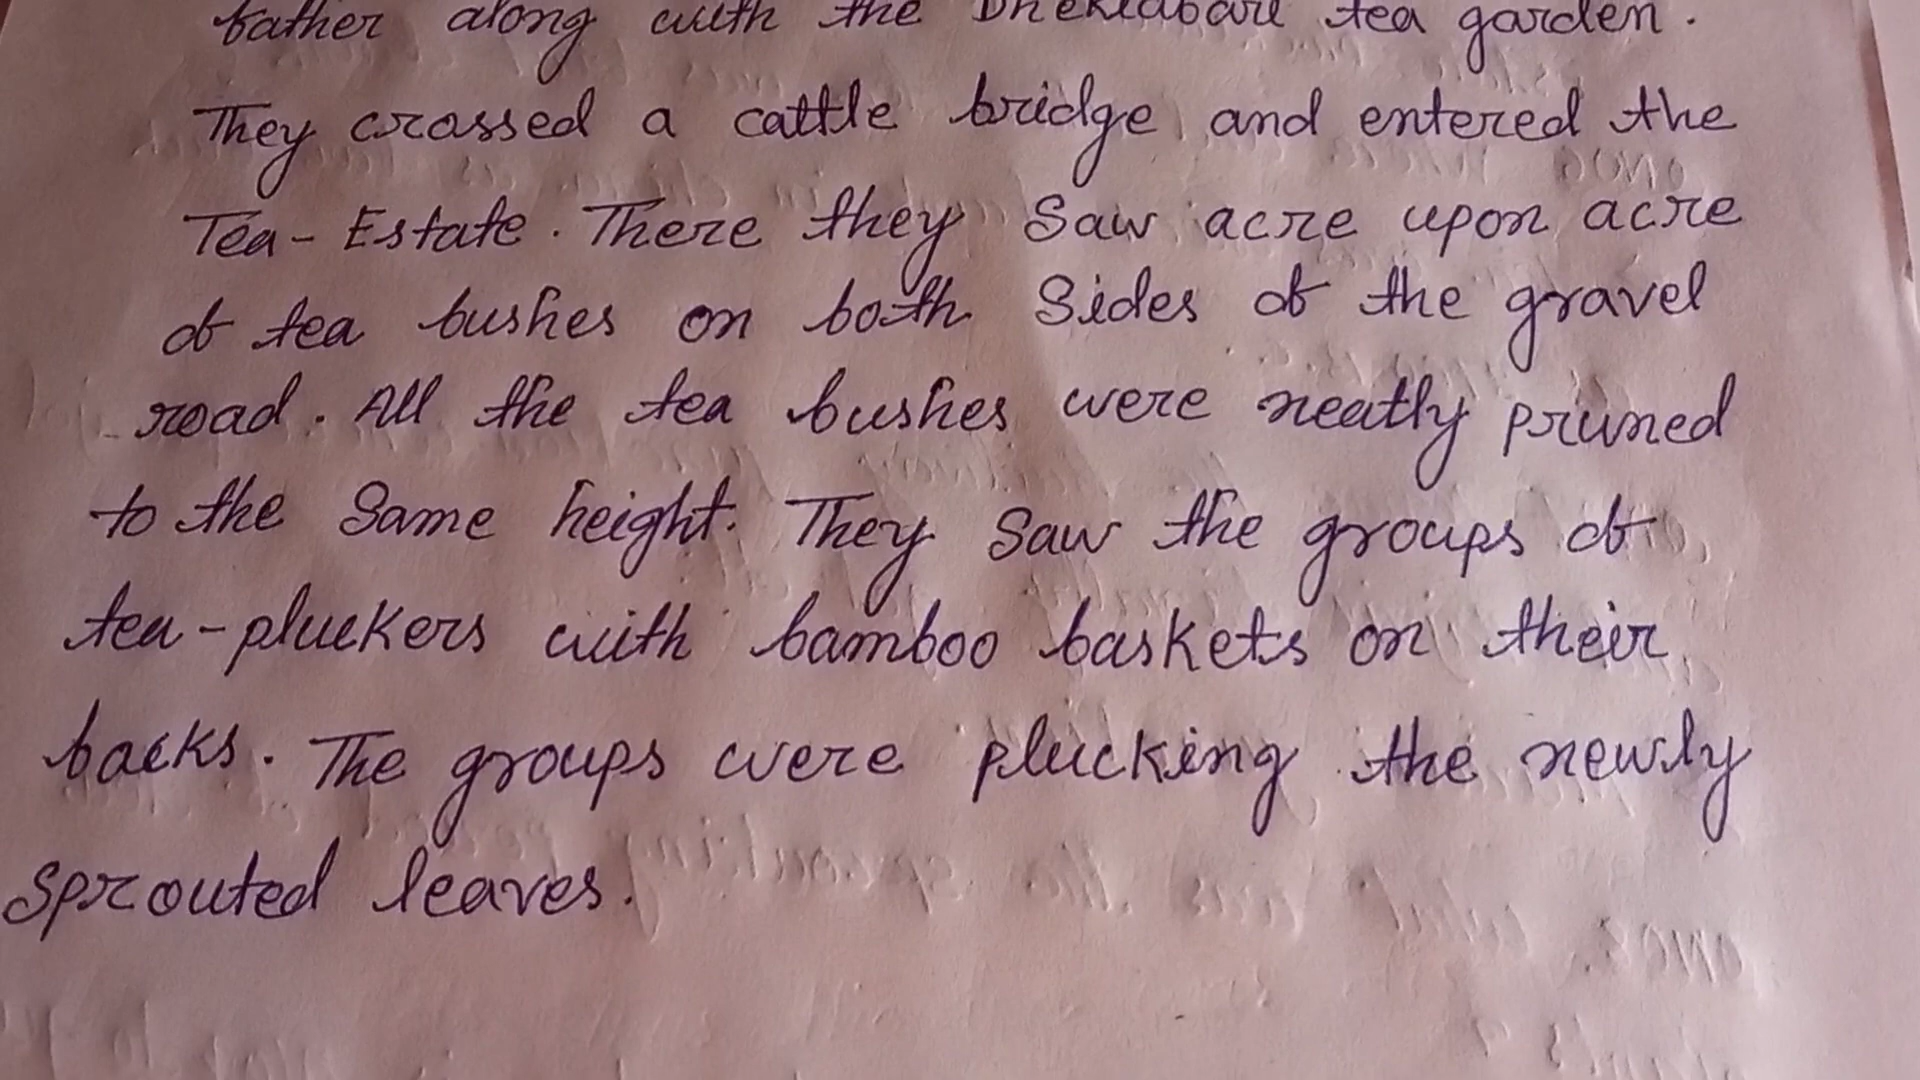 father along with the Dhekiabari tea garden.
They crossed a cattle bridge and entered the
Tea-Estate. There they saw acre upon acre
of tea bushes on both sides of the gravel
road. All the tea bushes were neatly pruned
to the same height. They saw the groups of
tea-pluckers with bamboo baskets on their
backs. The groups were plucking the newly
sprouted leaves.